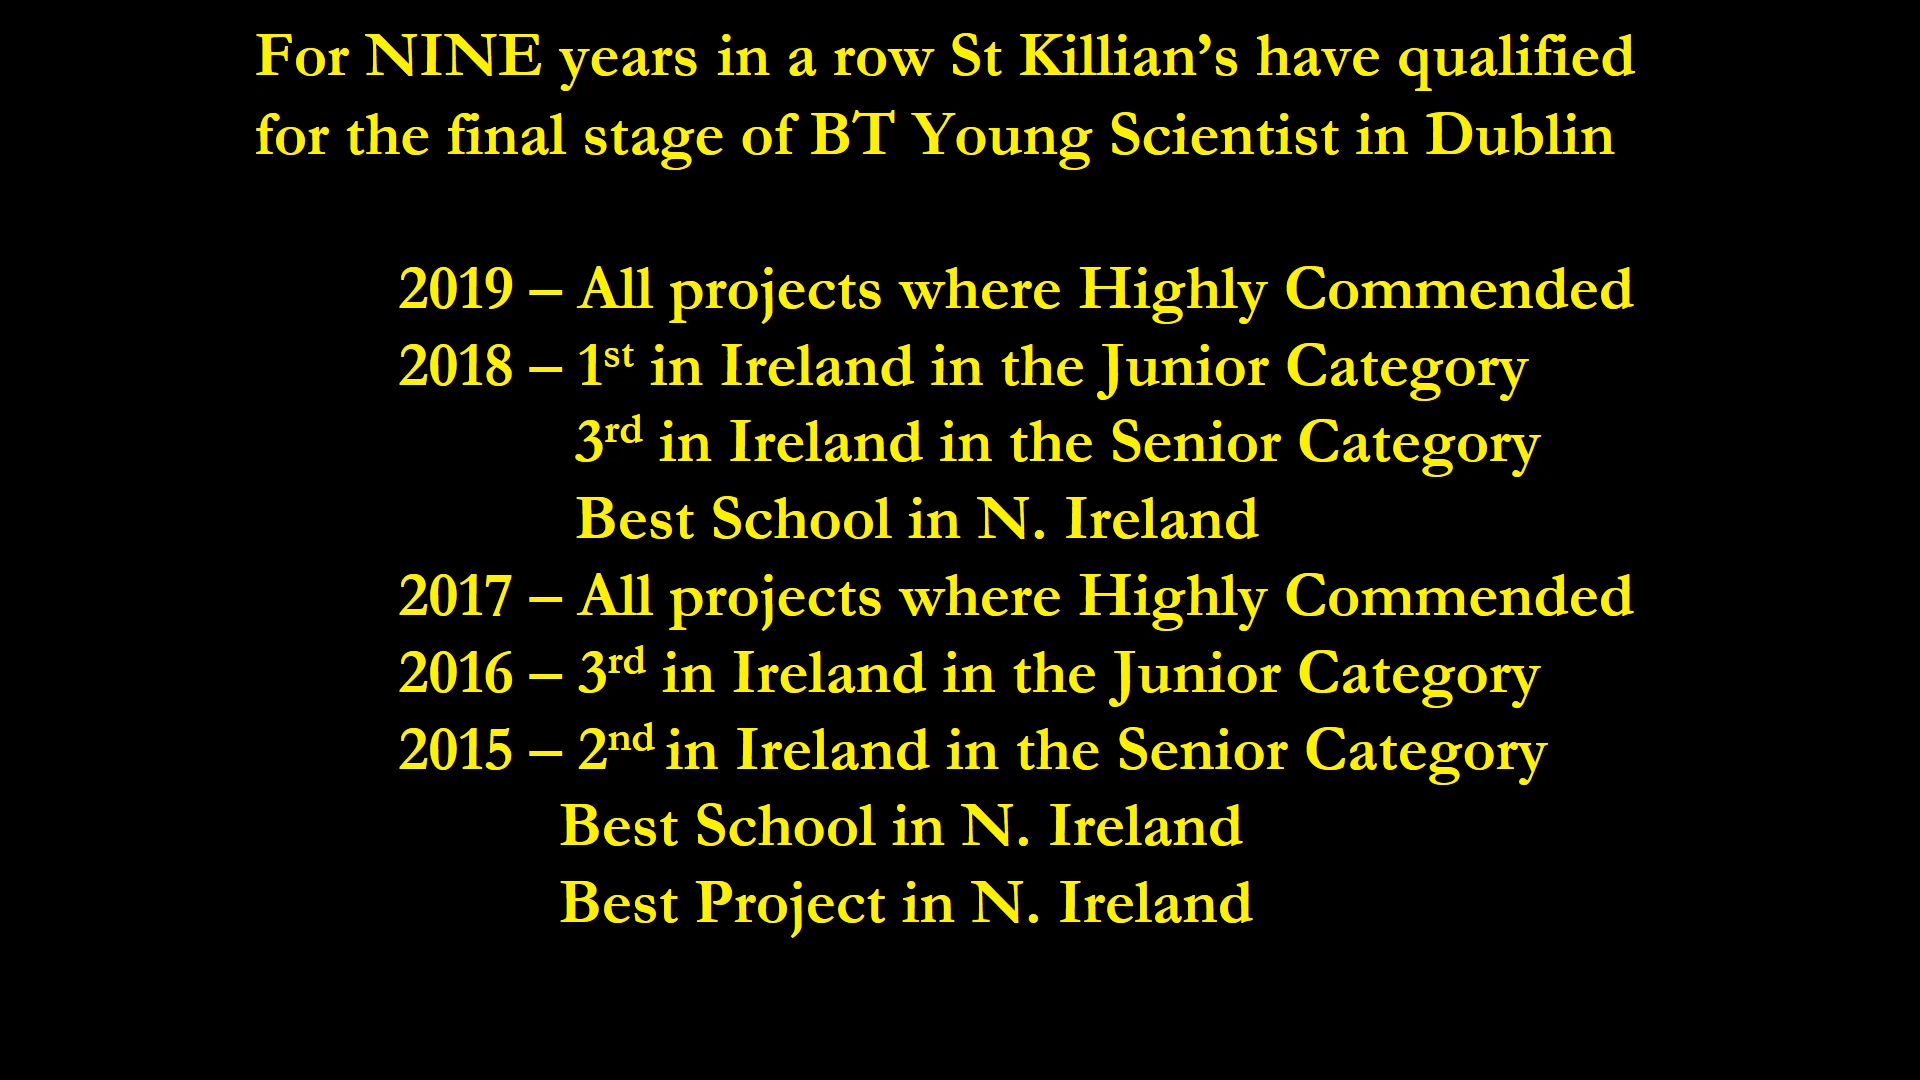 For NINE years in a row St Killian’s have qualified
for the final stage of BT Young Scientist in Dublin
2019 – All projects where Highly Commended
2018 – 1st in Ireland in the Junior Category
3rd in Ireland in the Senior Category
Best School in N. Ireland
2017 – All projects where Highly Commended
2016 – 3rd in Ireland in the Junior Category
2015 – 2nd in Ireland in the Senior Category
Best School in N. Ireland
Best Project in N. Ireland